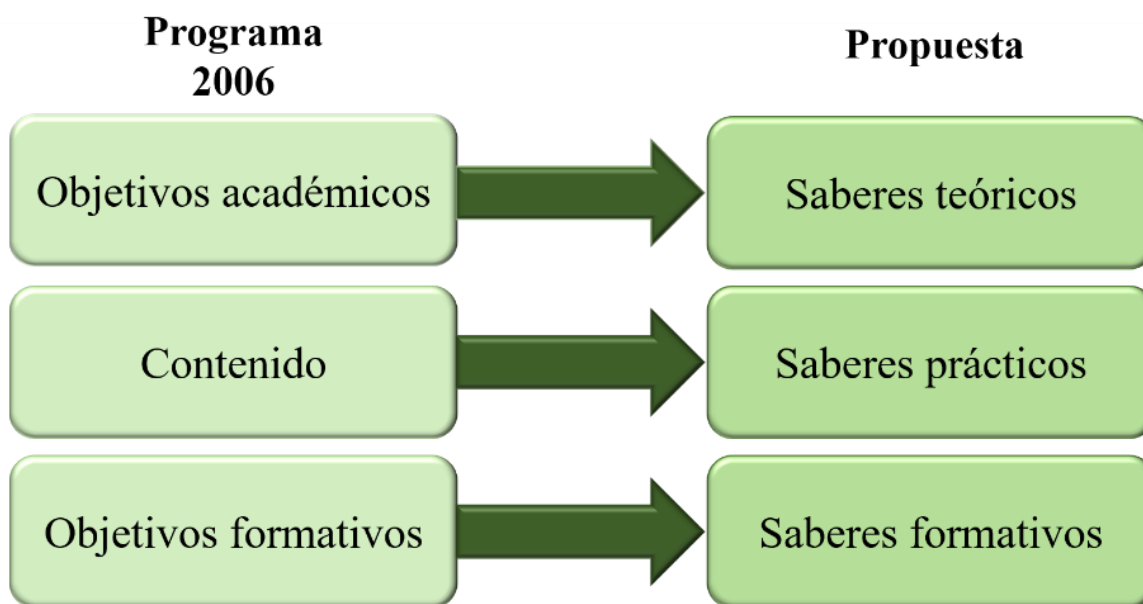 Programa
2006
Propuesta
Objetivos académicos
Saberes teóricos
Contenido
Saberes prácticos
Objetivos formativos
Saberes formativos